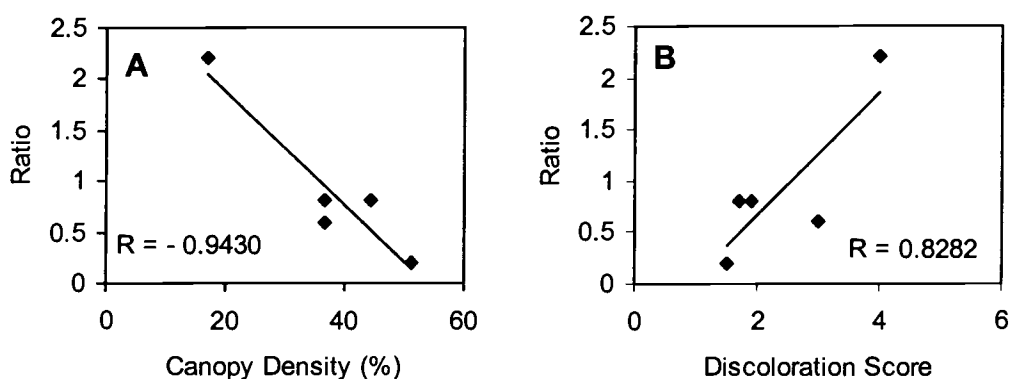 2.5
2
1.5
1
0.5
0
Ratio
A
R = - 0.9430
0 20 40 60
Canopy Density (%)
2.5
2
1.5
1
0.5
0
Ratio
B
R = 0.8282
0 2 4 6
Discoloration Score